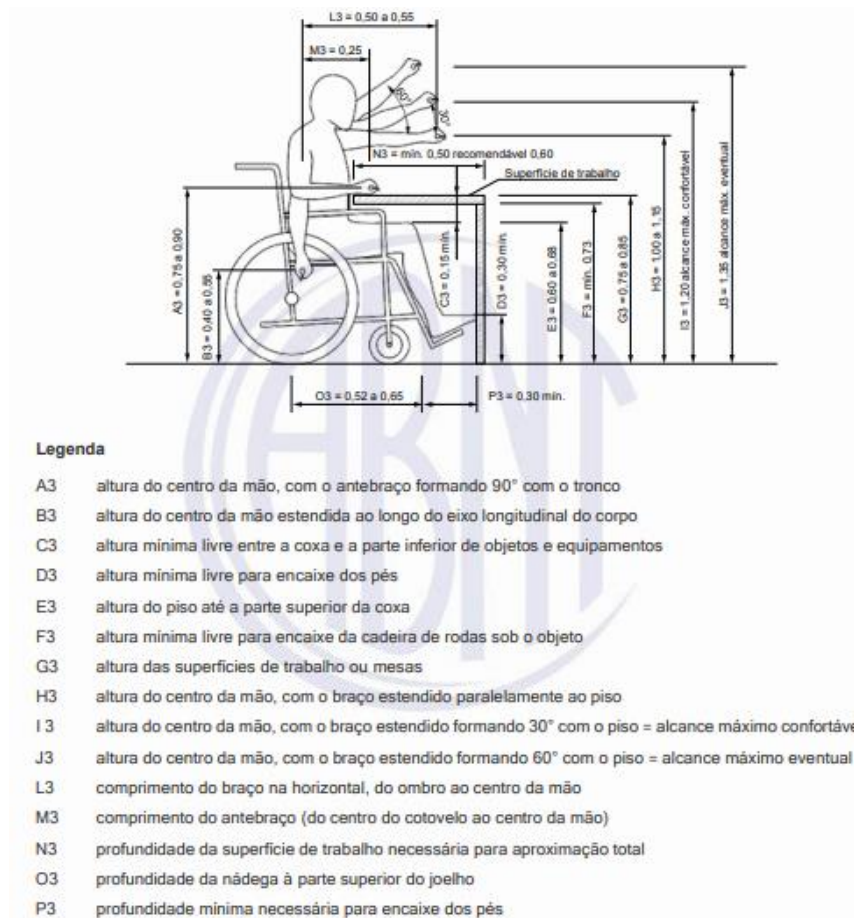 L3 = 0,50 a 0,55
M3 = 0,25
60°
30°
N3 = mín. 0,50 recomendável 0,60
Superfície de trabalho
A3 = 0,75 a 0,90
B3 = 0,40 a 0,55
C3 = 0,15 mín.
D3 = 0,30 mín.
E3 = 0,60 a 0,68
F3 = mín. 0,73
G3 = 0,75 a 0,85
H3 = 1,00 a 1,15
I3 = 1,20 alcance máx. confortável
J3 = 1,35 alcance máx. eventual
O3 = 0,52 a 0,65
P3 = 0,30 mín.
ABNT
Legenda
A3 altura do centro da mão, com o antebraço formando 90° com o tronco
B3 altura do centro da mão estendida ao longo do eixo longitudinal do corpo
C3 altura mínima livre entre a coxa e a parte inferior de objetos e equipamentos
D3 altura mínima livre para encaixe dos pés
E3 altura do piso até a parte superior da coxa
F3 altura mínima livre para encaixe da cadeira de rodas sob o objeto
G3 altura das superfícies de trabalho ou mesas
H3 altura do centro da mão, com o braço estendido paralelamente ao piso
I 3 altura do centro da mão, com o braço estendido formando 30° com o piso = alcance máximo confortáve
J3 altura do centro da mão, com o braço estendido formando 60° com o piso = alcance máximo eventual
L3 comprimento do braço na horizontal, do ombro ao centro da mão
M3 comprimento do antebraço (do centro do cotovelo ao centro da mão)
N3 profundidade da superfície de trabalho necessária para aproximação total
O3 profundidade da nádega à parte superior do joelho
P3 profundidade mínima necessária para encaixe dos pés